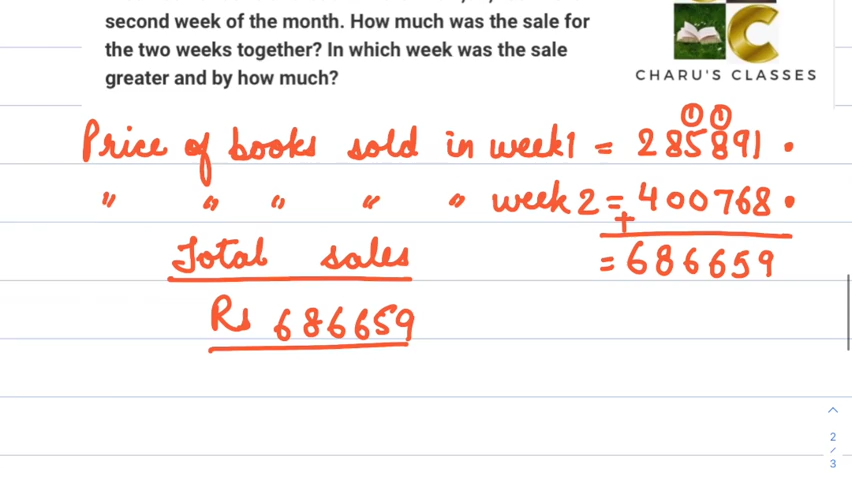 second week of the month. How much was the sale for
the two weeks together? In which week was the sale
greater and by how much?
CHARU'S CLASSES
Price of books sold in week1 = 285891
" " " " " week 2 = 400768
+
Total sales = 686659
Rs 686659
1 1
2
/
3